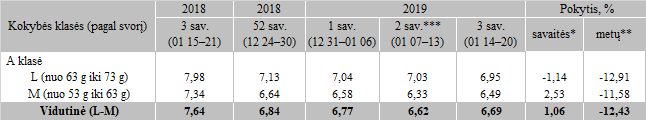 Kokybės klasės (pagal svorį) 2018 2018 2019 Pokytis, %
3 sav. (01 15–21) 52 sav. (12 24–30) 1 sav. (12 31–01 06) 2 sav.*** (01 07–13) 3 sav. (01 14–20) savaitės* metų**
A klasė
L (nuo 63 g iki 73 g) 7,98 7,13 7,04 7,03 6,95 -1,14 -12,91
M (nuo 53 g iki 63 g) 7,34 6,64 6,58 6,33 6,49 2,53 -11,58
Vidutinė (L-M) 7,64 6,84 6,77 6,62 6,69 1,06 -12,43